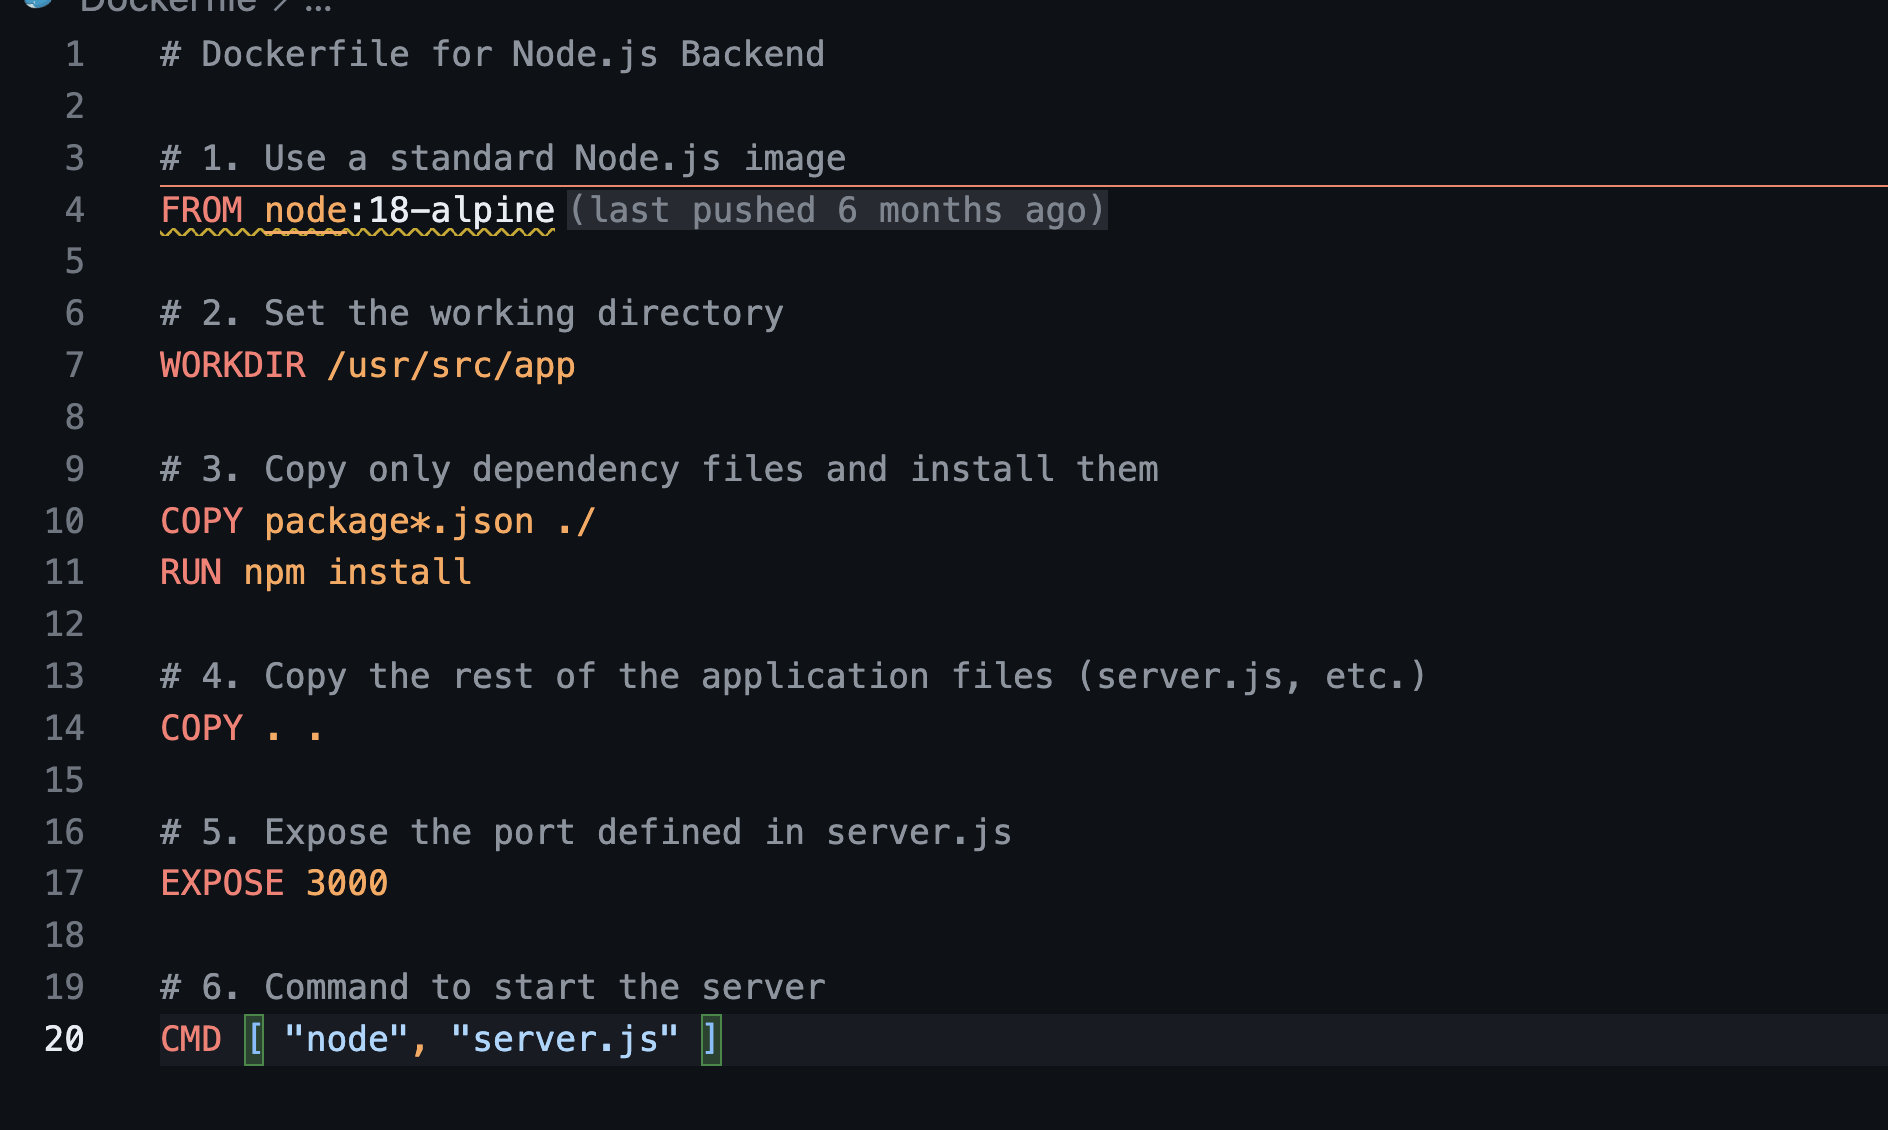 Dockerfile > ...
1 # Dockerfile for Node.js Backend
2
3 # 1. Use a standard Node.js image
4 FROM node:18-alpine (last pushed 6 months ago)
5
6 # 2. Set the working directory
7 WORKDIR /usr/src/app
8
9 # 3. Copy only dependency files and install them
10 COPY package*.json ./
11 RUN npm install
12
13 # 4. Copy the rest of the application files (server.js, etc.)
14 COPY . .
15
16 # 5. Expose the port defined in server.js
17 EXPOSE 3000
18
19 # 6. Command to start the server
20 CMD [ "node", "server.js" ]